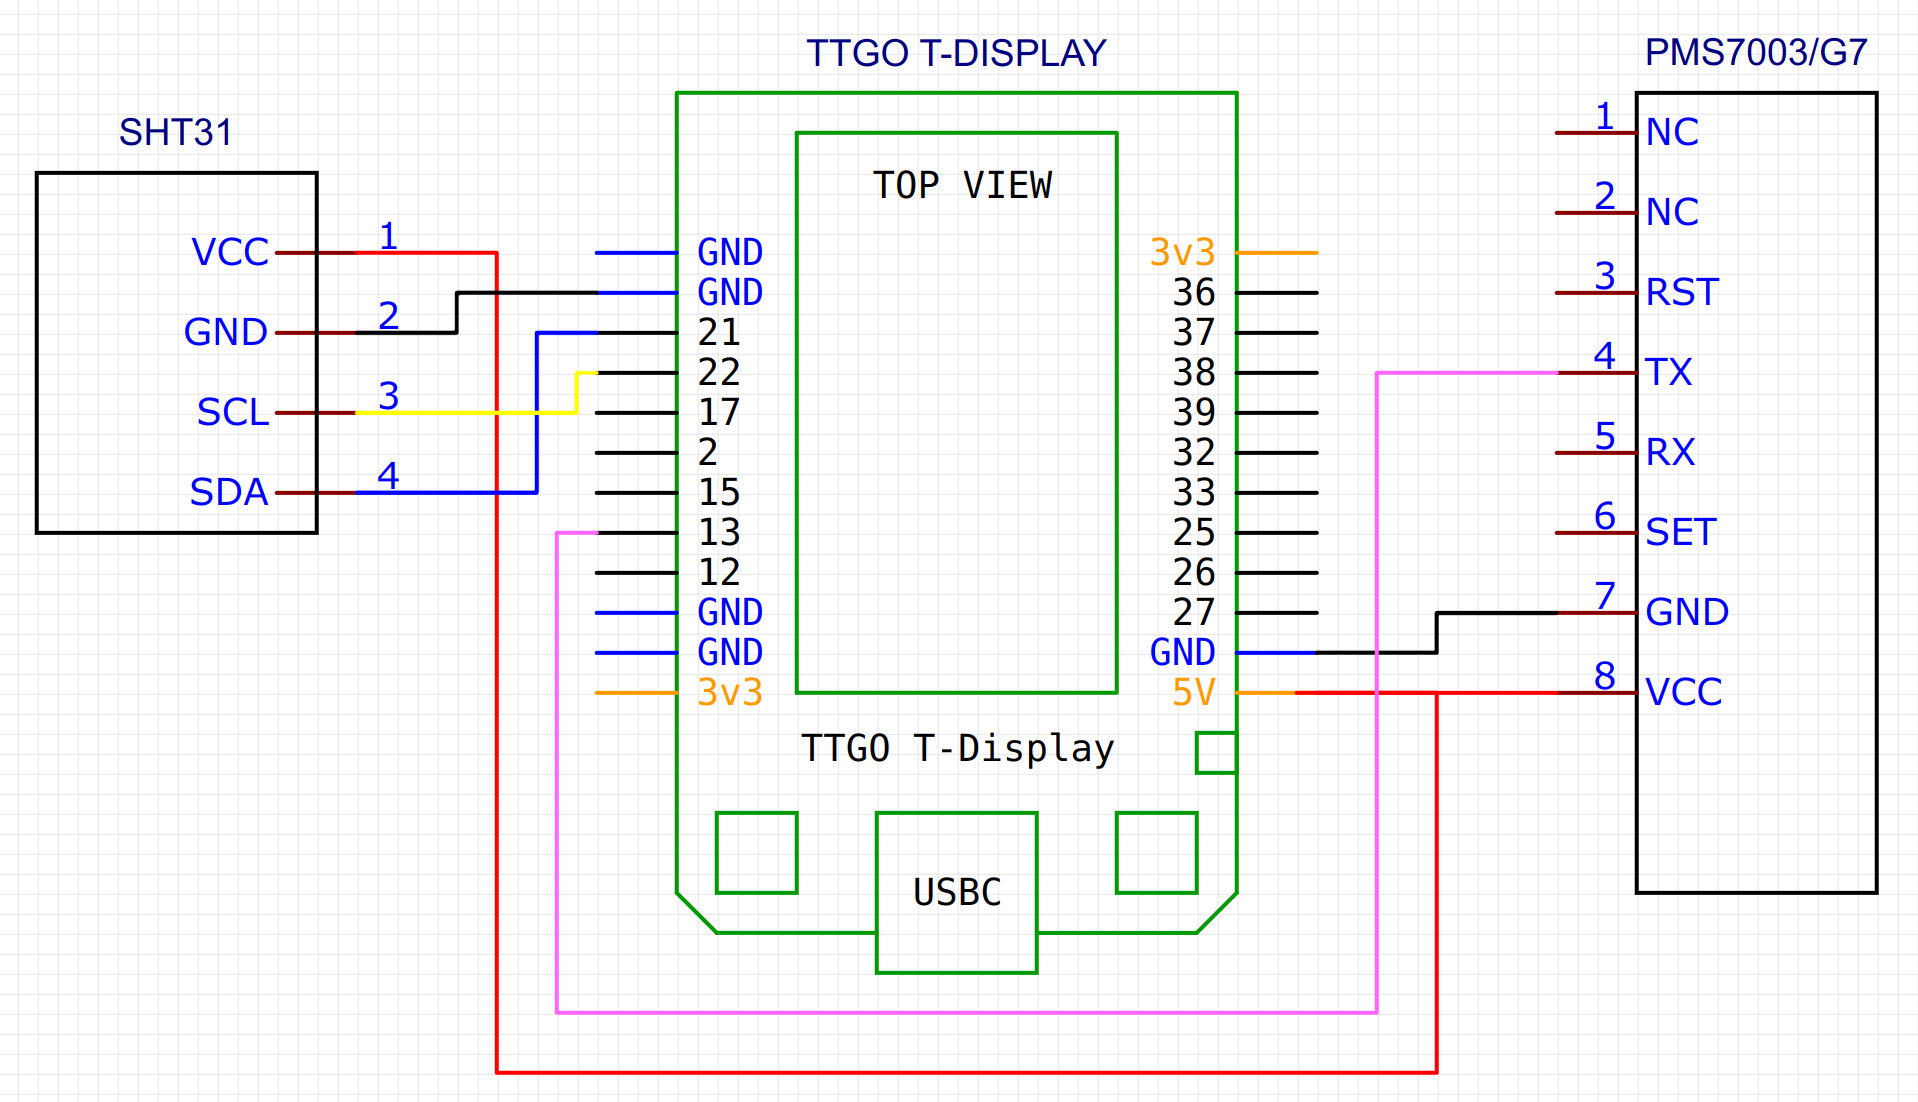 TTGO T-DISPLAY
PMS7003/G7
SHT31
VCC 1
GND 2
SCL 3
SDA 4
TOP VIEW
GND
GND
21
22
17
2
15
13
12
GND
GND
3v3
3v3
36
37
38
39
32
33
25
26
27
GND
5V
TTGO T-Display
USBC
1 NC
2 NC
3 RST
4 TX
5 RX
6 SET
7 GND
8 VCC